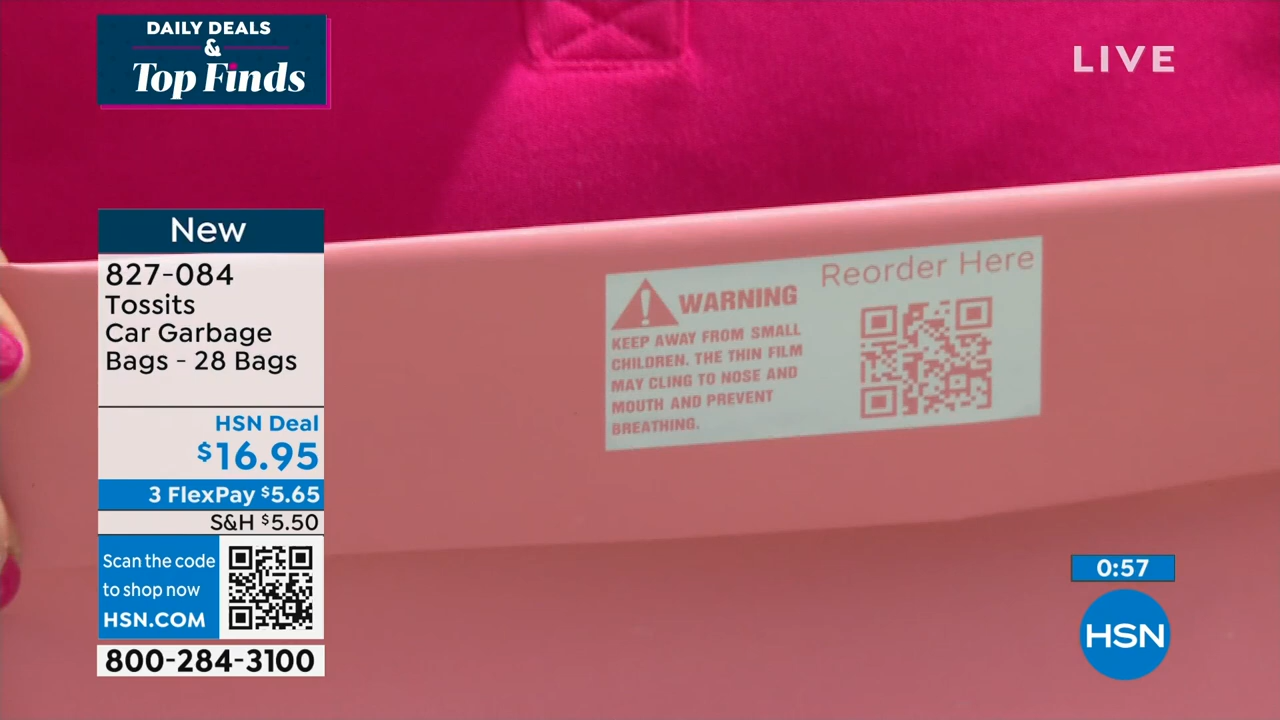 DAILY DEALS
&
Top Finds
LIVE
New
827-084
Tossits
Car Garbage
Bags - 28 Bags
HSN Deal
$16.95
3 FlexPay $5.65
S&H $5.50
Scan the code
to shop now
HSN.COM
800-284-3100
WARNING
KEEP AWAY FROM SMALL
CHILDREN. THE THIN FILM
MAY CLING TO NOSE AND
MOUTH AND PREVENT
BREATHING.
Reorder Here
0:57
HSN